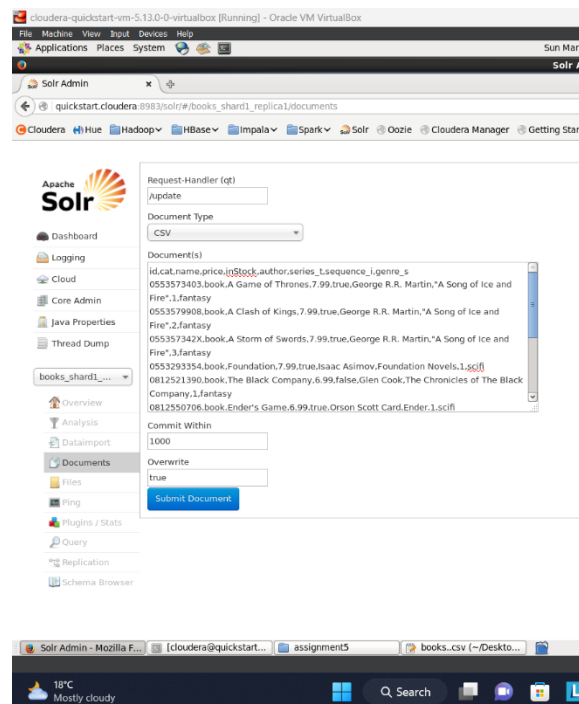 cloudera-quickstart-vm-5.13.0-0-virtualbox [Running] - Oracle VM VirtualBox
File Machine View Input Devices Help
Applications Places System Sun Mar
Solr A
Solr Admin
quickstart.cloudera:8983/solr/#/books_shard1_replica1/documents
Cloudera Hue Hadoop HBase Impala Spark Solr Oozie Cloudera Manager Getting Star
Apache
Solr
Dashboard
Logging
Cloud
Core Admin
Java Properties
Thread Dump
books_shard1_...
Overview
Analysis
Dataimport
Documents
Files
Ping
Plugins / Stats
Query
Replication
Schema Browser
Request-Handler (qt)
/update
Document Type
CSV
Document(s)
id,cat,name,price,inStock,author,series_t,sequence_i,genre_s
0553573403,book,A Game of Thrones,7.99,true,George R.R. Martin,"A Song of Ice and
Fire",1,fantasy
0553579908,book,A Clash of Kings,7.99,true,George R.R. Martin,"A Song of Ice and
Fire",2,fantasy
055357342X,book,A Storm of Swords,7.99,true,George R.R. Martin,"A Song of Ice and
Fire",3,fantasy
0553293354,book,Foundation,7.99,true,Isaac Asimov,Foundation Novels,1,scifi
0812521390,book,The Black Company,6.99,false,Glen Cook,The Chronicles of The Black
Company,1,fantasy
0812550706,book,Ender's Game,6.99,true,Orson Scott Card,Ender,1,scifi
Commit Within
1000
Overwrite
true
Submit Document
Solr Admin - Mozilla F... [cloudera@quickstart... assignment5 books..csv (~/Deskto...
18°C
Mostly cloudy
Search